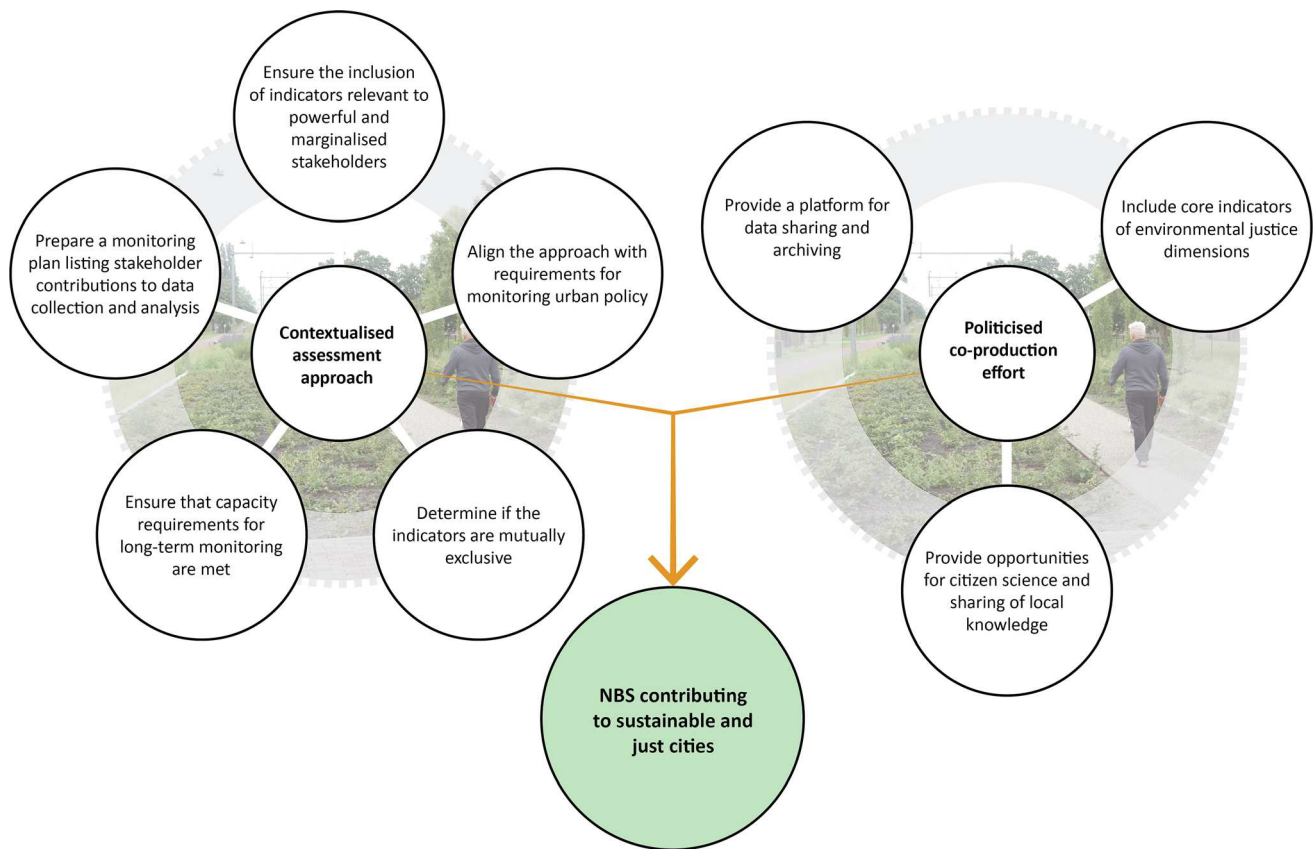 Ensure the inclusion
of indicators relevant to
powerful and
marginalised
stakeholders
Prepare a monitoring
plan listing stakeholder
contributions to data
collection and analysis
Align the approach with
requirements for
monitoring urban policy
Contextualised
assessment
approach
Ensure that capacity
requirements for
long-term monitoring
are met
Determine if the
indicators are mutually
exclusive
Provide a platform for
data sharing and
archiving
Include core indicators
of environmental justice
dimensions
Politicised
co-production
effort
Provide opportunities
for citizen science and
sharing of local
knowledge
NBS contributing
to sustainable and
just cities